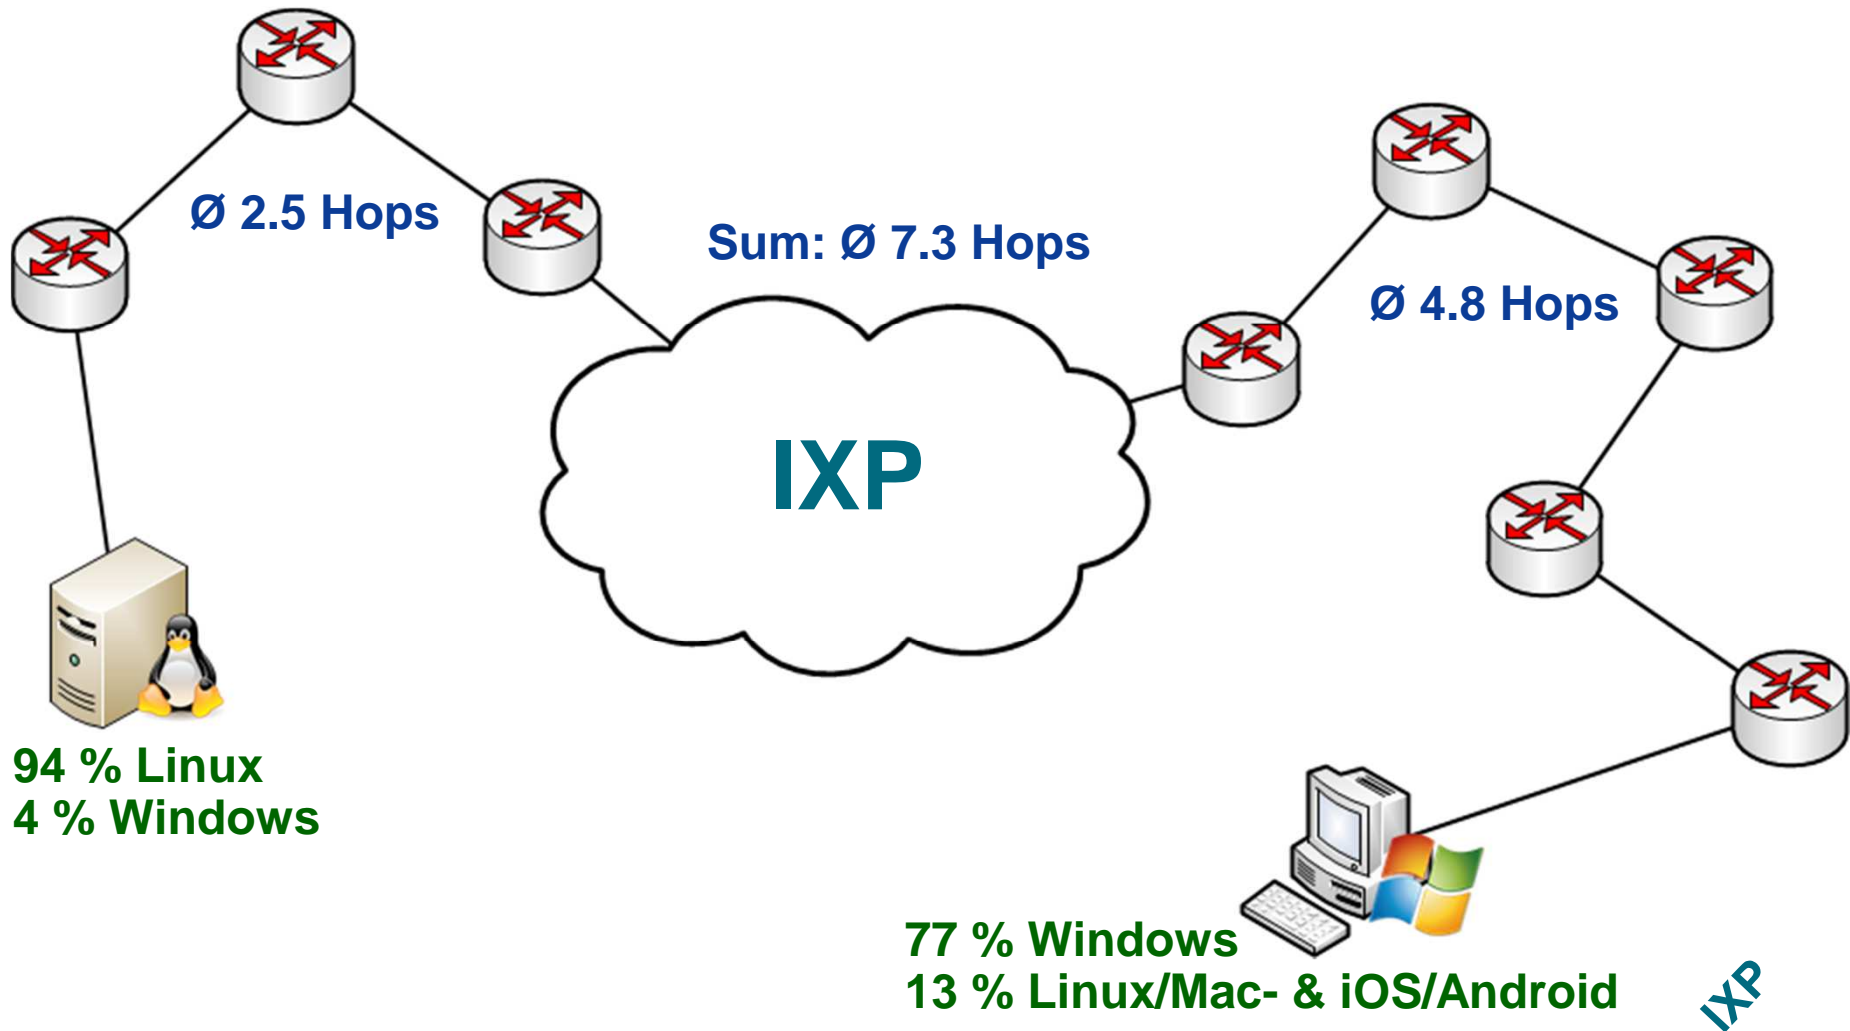 Ø 2.5 Hops
Sum: Ø 7.3 Hops
Ø 4.8 Hops
IXP
94 % Linux
4 % Windows
77 % Windows
13 % Linux/Mac- & iOS/Android
IXP